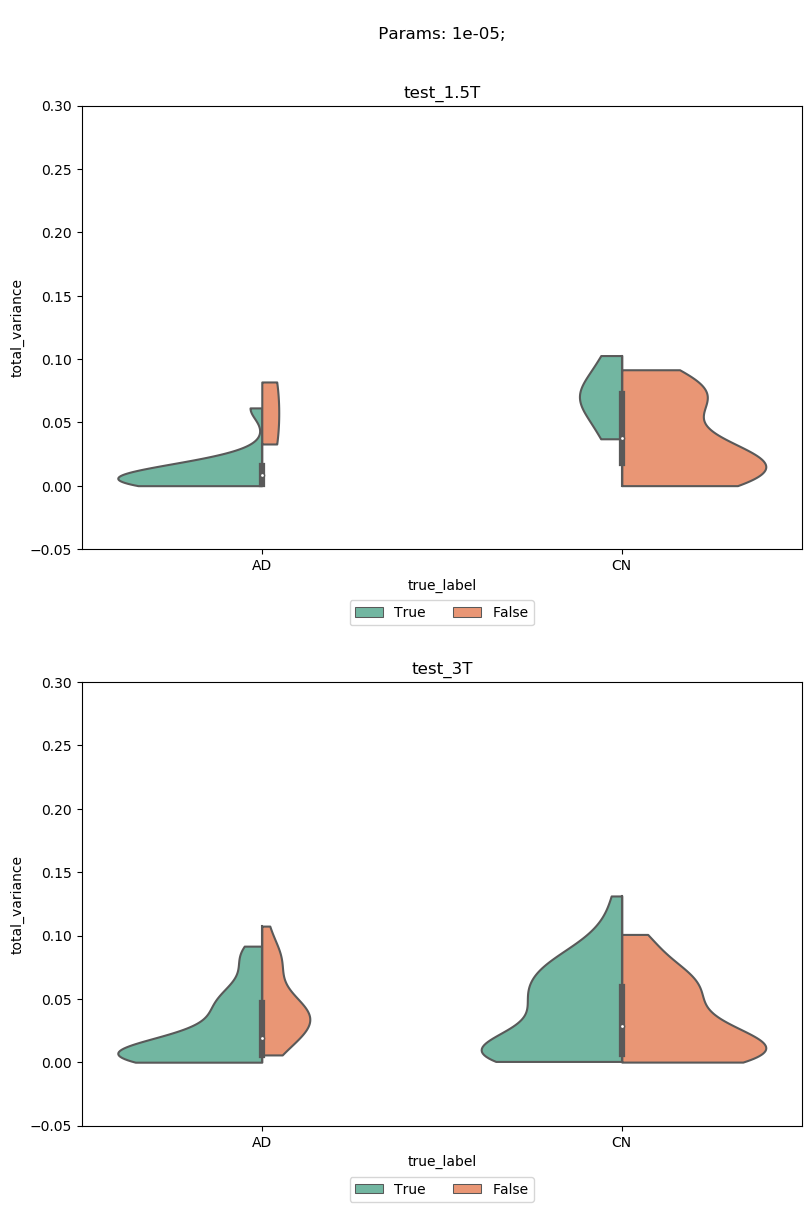 Params: 1e-05;
test_1.5T
0.30
0.25
0.20
0.15
0.10
0.05
0.00
−0.05
total_variance
AD CN
true_label
True False
test_3T
0.30
0.25
0.20
0.15
0.10
0.05
0.00
−0.05
total_variance
AD CN
true_label
True False